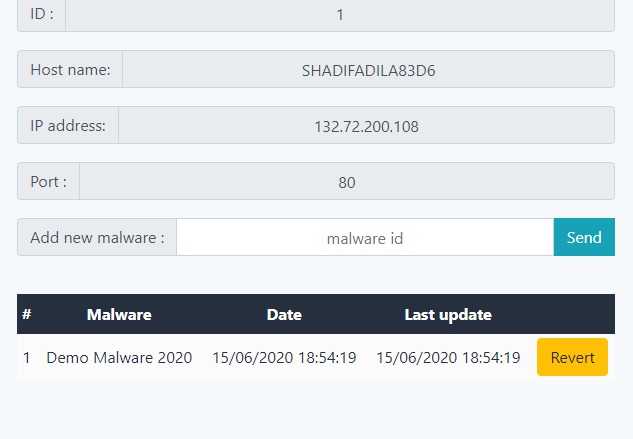 ID : 1
Host name: SHADIFADILA83D6
IP address: 132.72.200.108
Port : 80
Add new malware : malware id Send
# Malware Date Last update
1 Demo Malware 2020 15/06/2020 18:54:19 15/06/2020 18:54:19 Revert